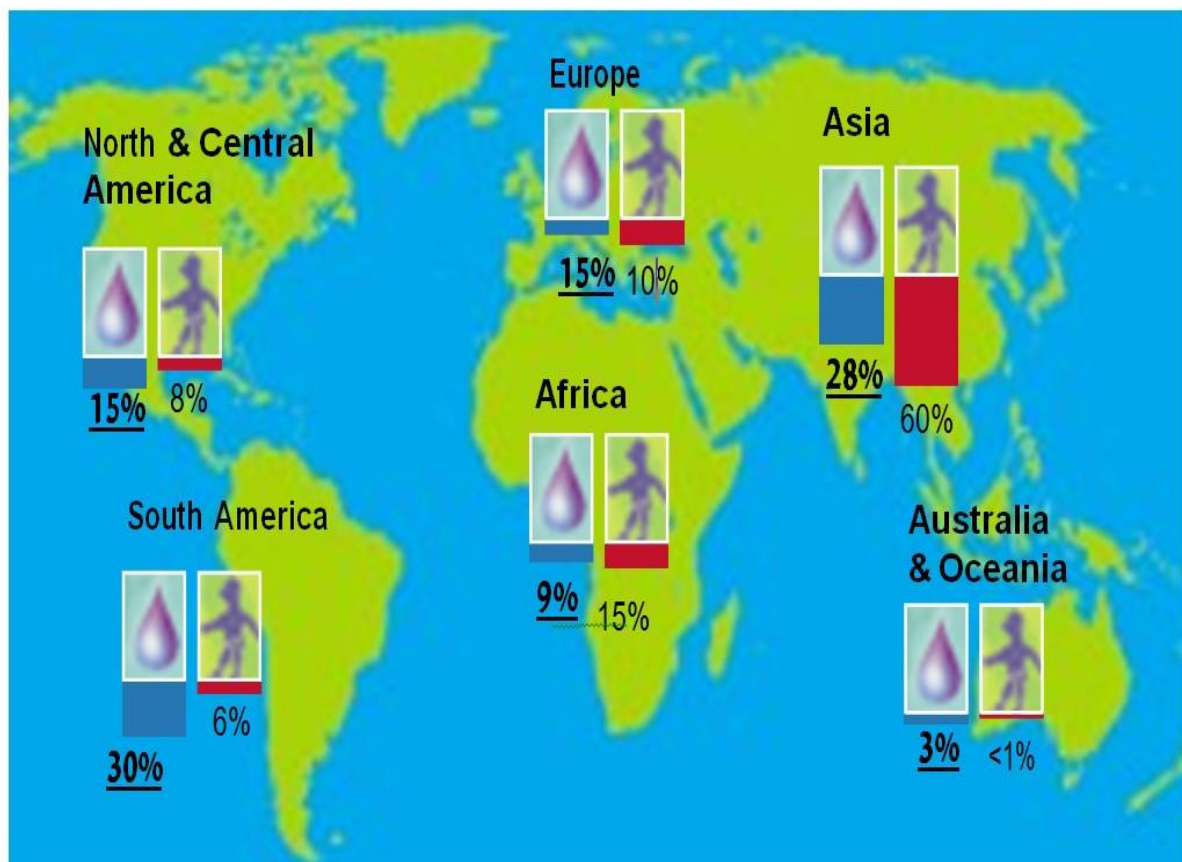 Europe
15% 10%
Asia
28%
60%
North & Central
America
15% 8%
Africa
9% 15%
South America
30%
6%
Australia
& Oceania
3% <1%